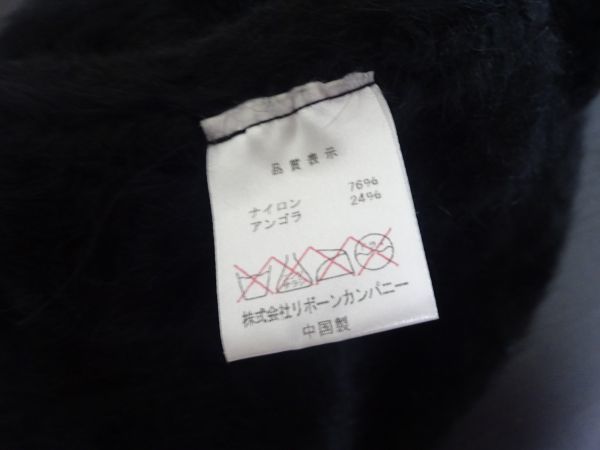 品質表示
ナイロン 76%
アンゴラ 24%
株式会社リボーンカンパニー
中国製